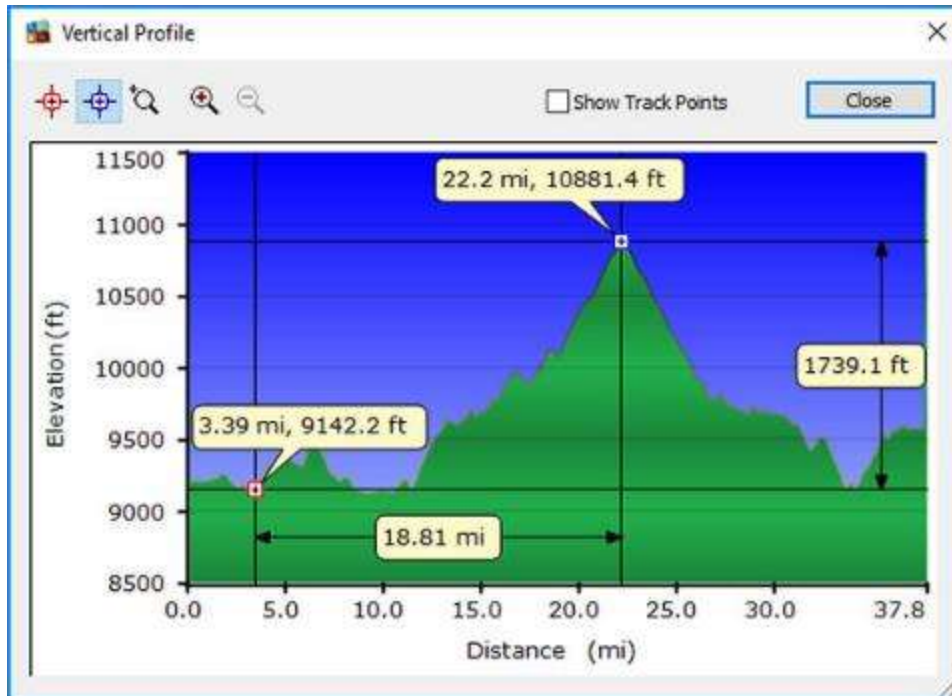 Vertical Profile
Show Track Points
Close
11500
11000
10500
10000
9500
9000
8500
Elevation (ft)
22.2 mi, 10881.4 ft
1739.1 ft
3.39 mi, 9142.2 ft
18.81 mi
0.0 5.0 10.0 15.0 20.0 25.0 30.0 37.8
Distance (mi)